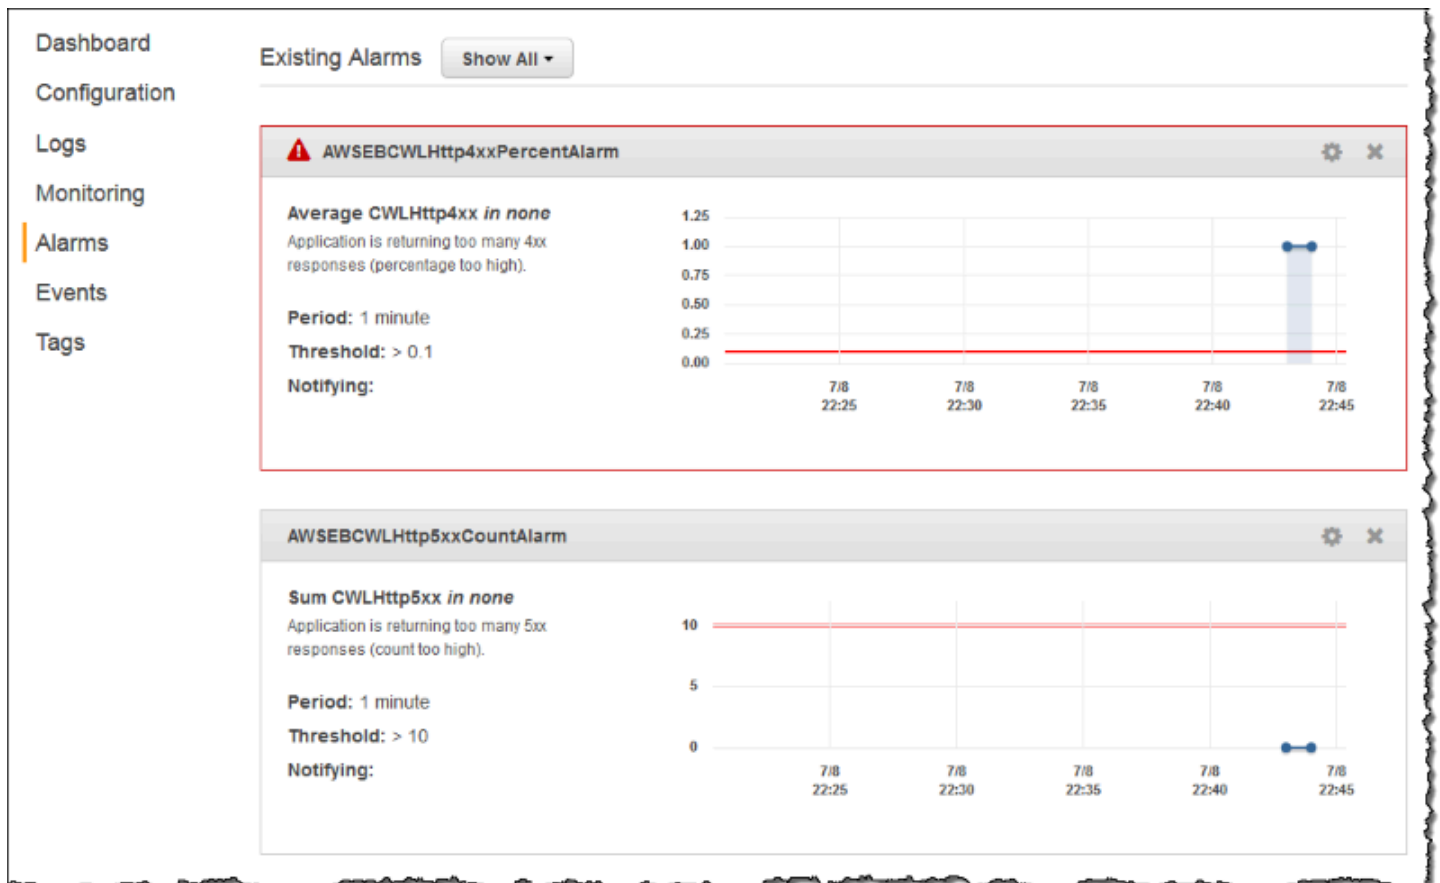 Dashboard
Configuration
Logs
Monitoring
Alarms
Events
Tags
Existing Alarms
Show All
AWSEBCWLHttp4xxPercentAlarm
Average CWLHttp4xx in none
Application is returning too many 4xx
responses (percentage too high).
Period: 1 minute
Threshold: > 0.1
Notifying:
1.25
1.00
0.75
0.50
0.25
0.00
7/8 7/8 7/8 7/8 7/8
22:25 22:30 22:35 22:40 22:45
AWSEBCWLHttp5xxCountAlarm
Sum CWLHttp5xx in none
Application is returning too many 5xx
responses (count too high).
Period: 1 minute
Threshold: > 10
Notifying:
10
5
0
7/8 7/8 7/8 7/8 7/8
22:25 22:30 22:35 22:40 22:45